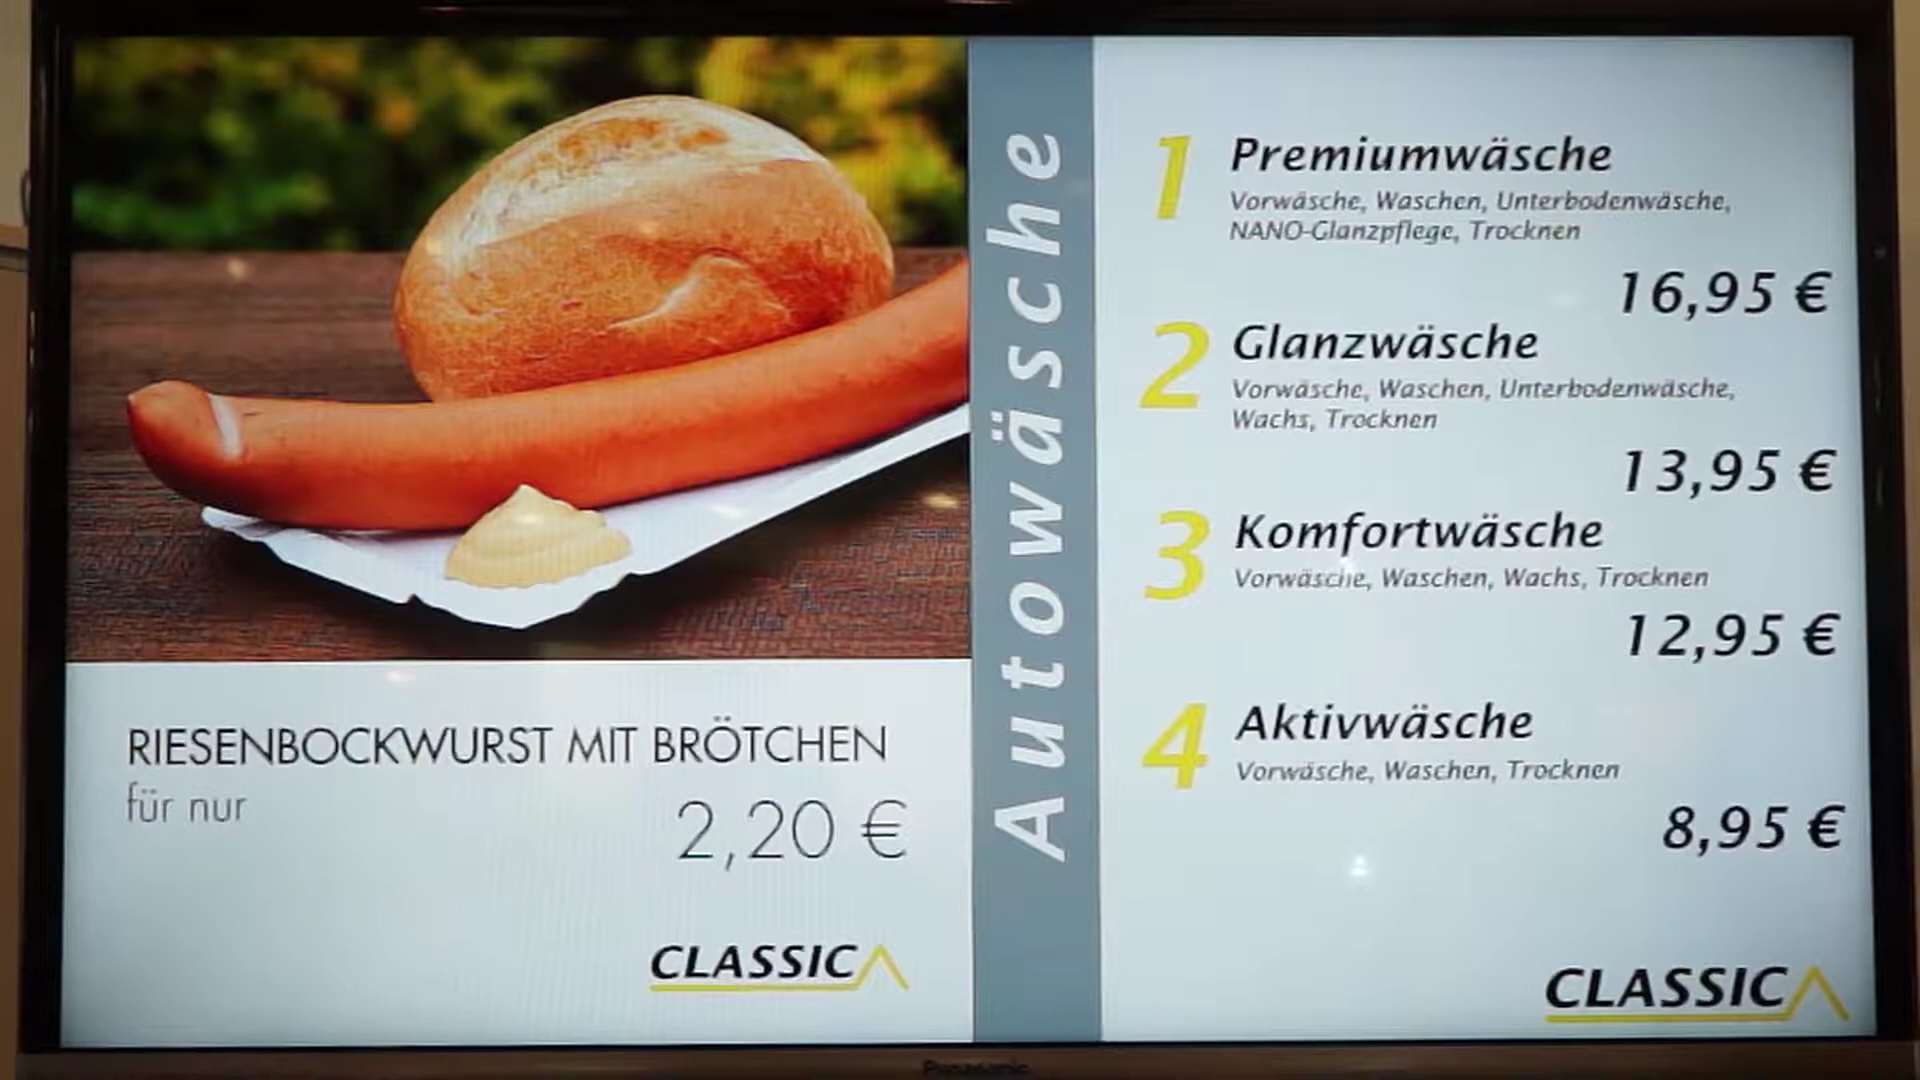 RIESENBOCKWURST MIT BRÖTCHEN
für nur
2,20 €
CLASSIC
Autowäsche
1 Premiumwäsche
Vorwäsche, Waschen, Unterbodenwäsche,
NANO-Glanzpflege, Trocknen
16,95 €
2 Glanzwäsche
Vorwäsche, Waschen, Unterbodenwäsche,
Wachs, Trocknen
13,95 €
3 Komfortwäsche
Vorwäsche, Waschen, Wachs, Trocknen
12,95 €
4 Aktivwäsche
Vorwäsche, Waschen, Trocknen
8,95 €
CLASSIC
Panasonic